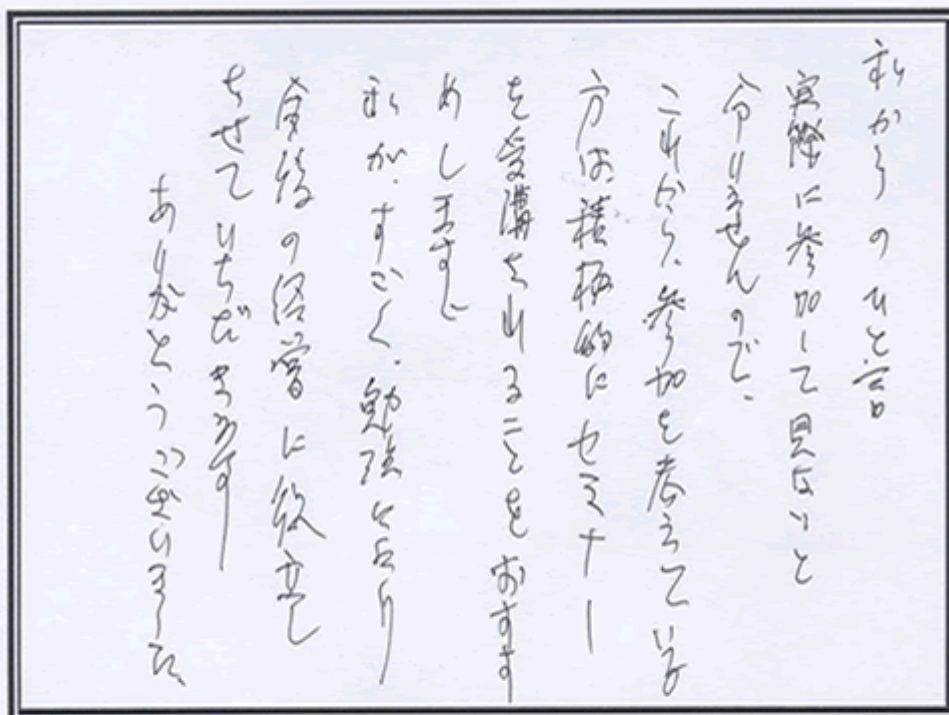 私からのひと言
実際に参加して見ないと
分りませんので、
これから、参加を考えている
方は、積極的にセミナー
を受講されることをおすす
めしますし
私が、すごく、勉強になり
今後の経営に役立し
させていただきます
ありがとうございました。